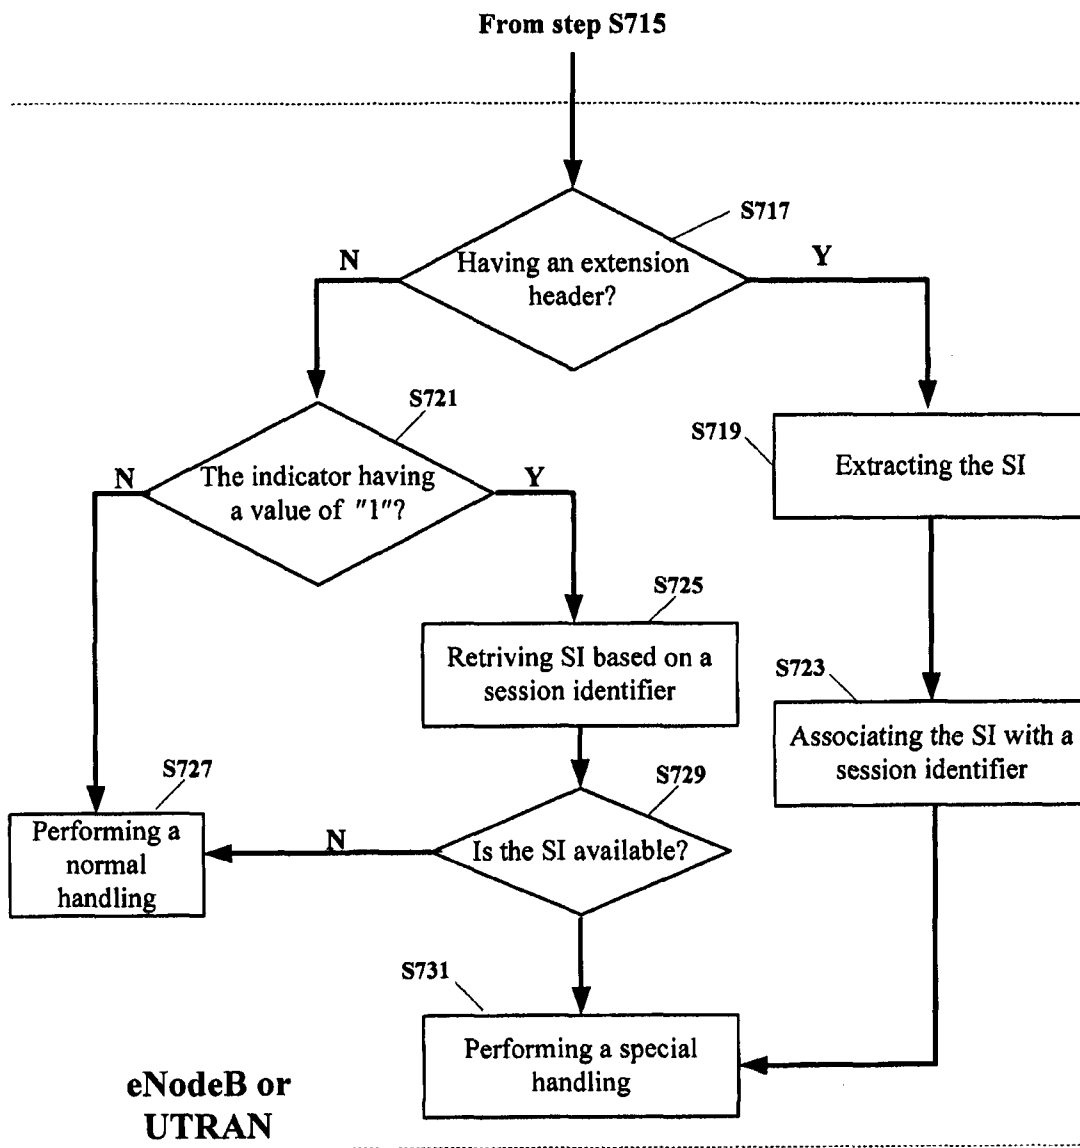 From step S715
S717
N
Having an extension
header?
Y
S721
S719
N
The indicator having
a value of "1"?
Y
Extracting the SI
S725
Retriving SI based on a
session identifier
S723
Associating the SI with a
session identifier
S727
S729
Performing a
normal
handling
N
Is the SI available?
S731
Performing a special
handling
eNodeB or
UTRAN